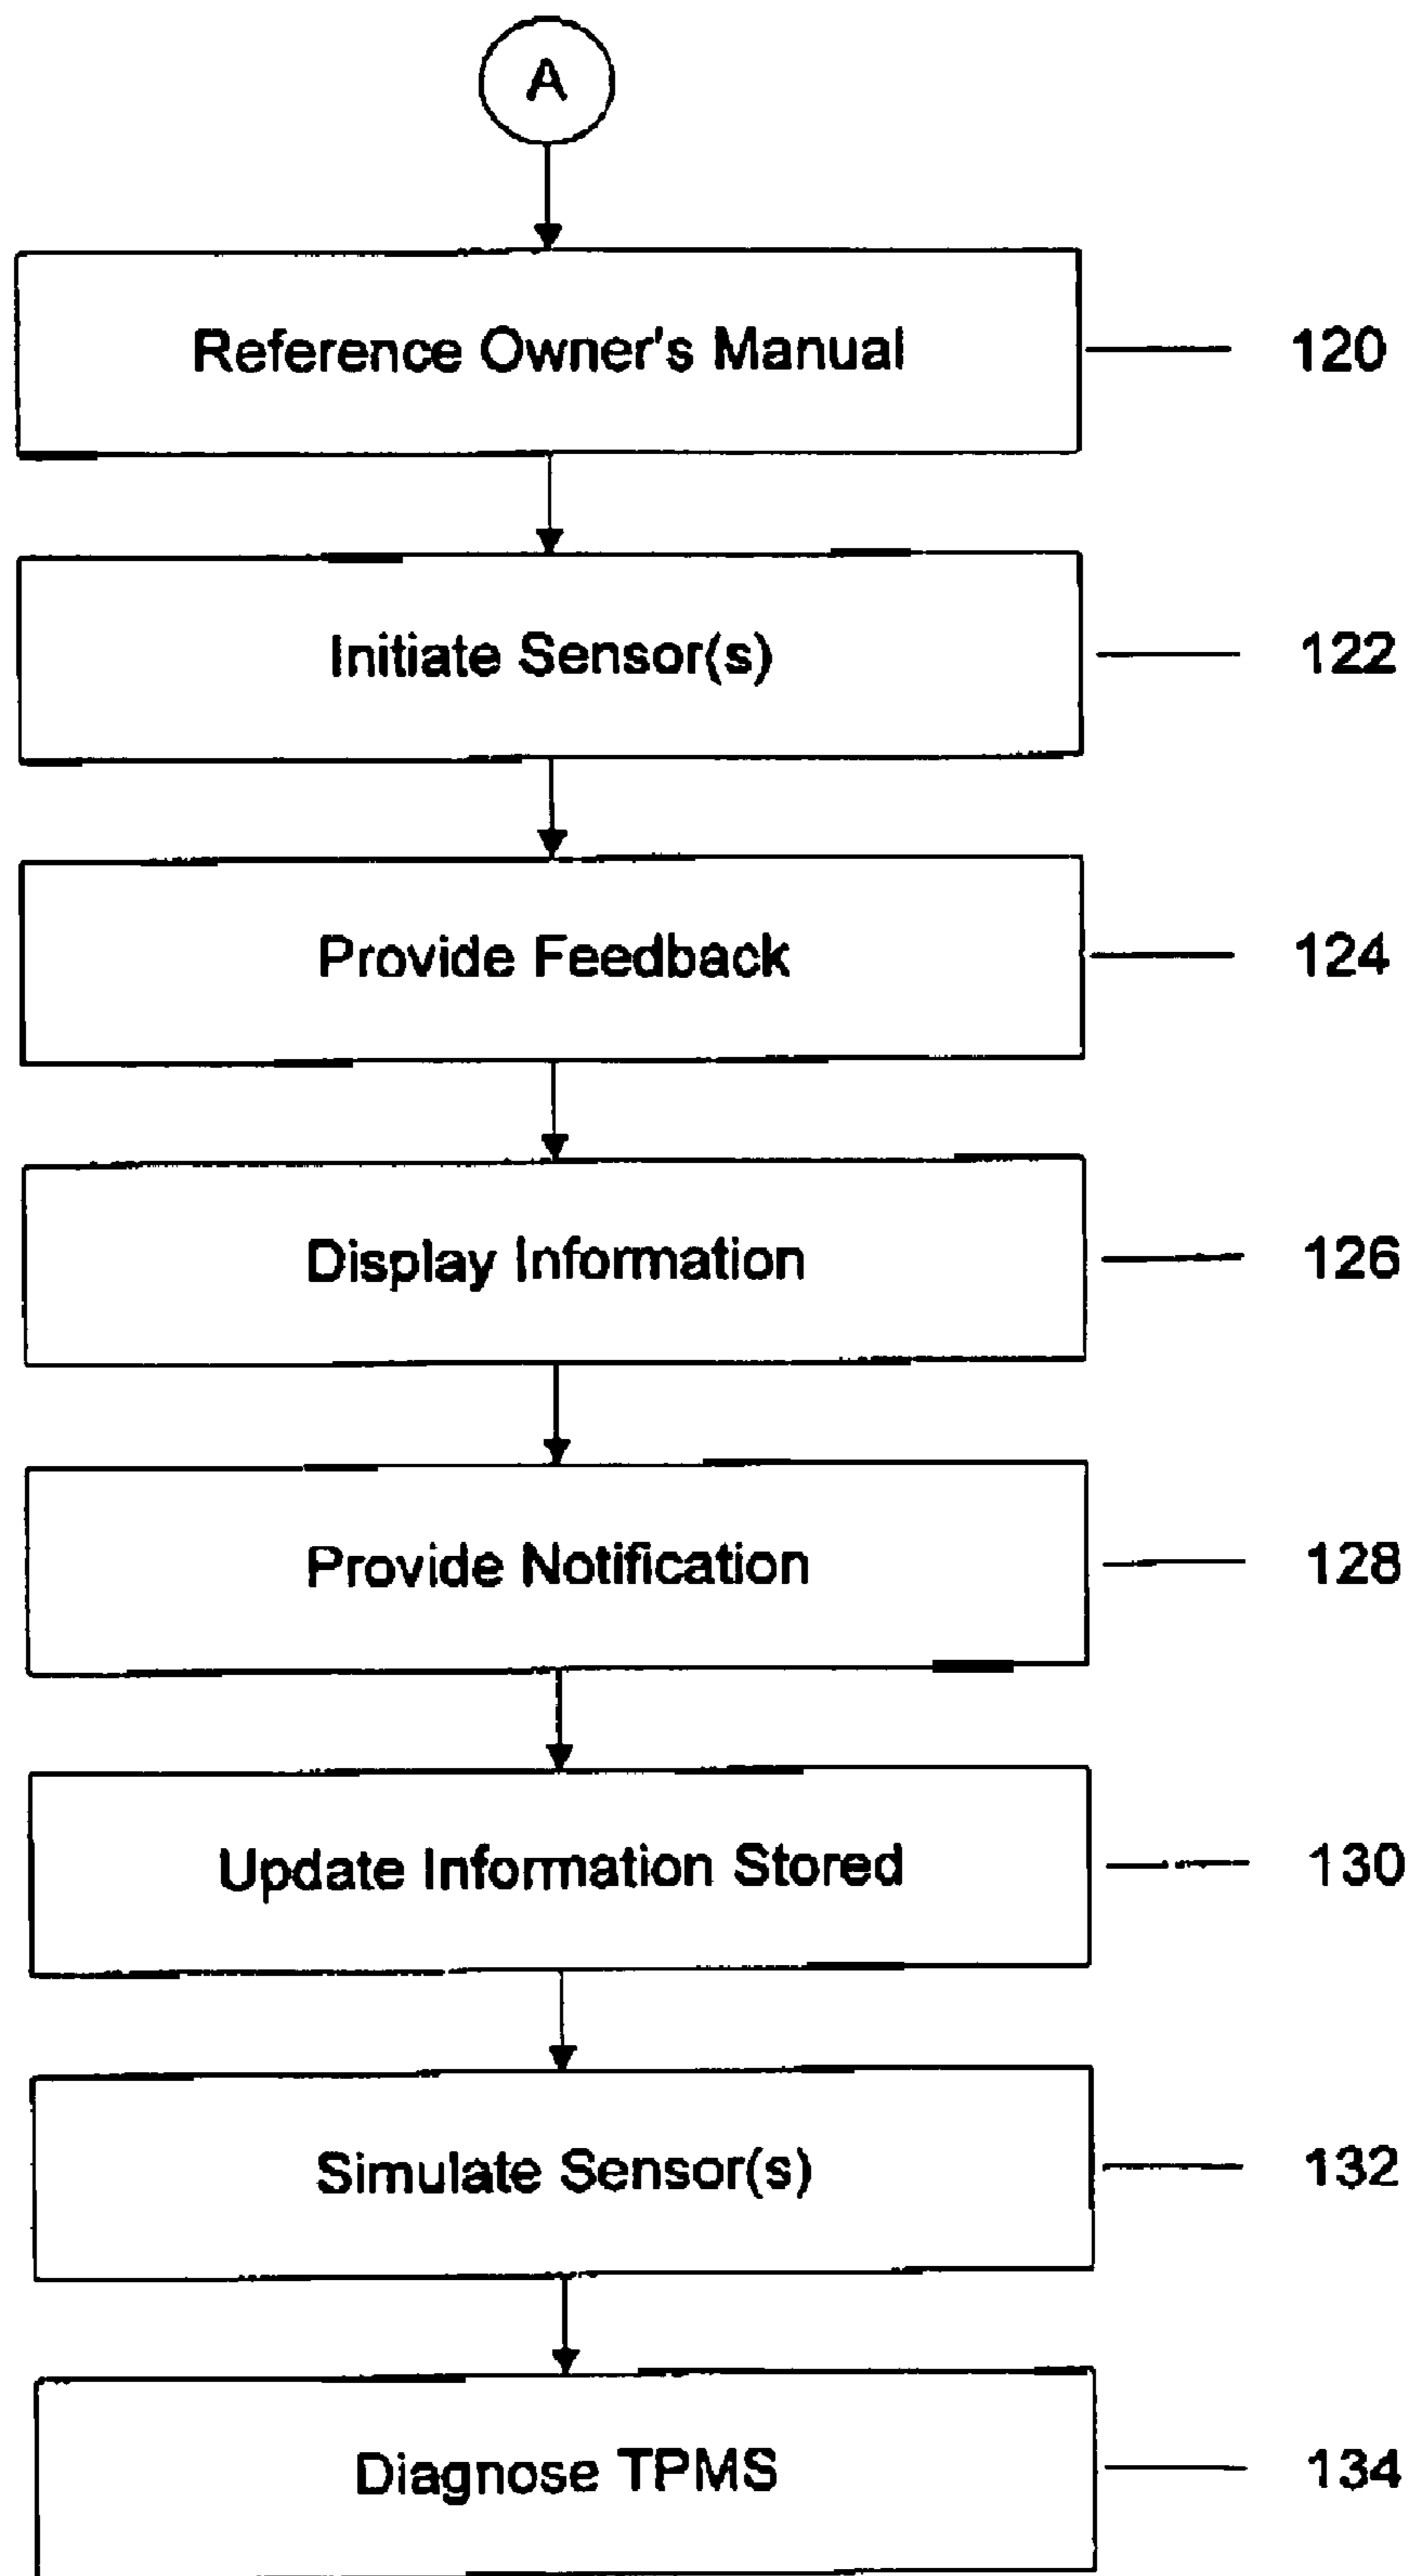 A
Reference Owner's Manual 120
Initiate Sensor(s) 122
Provide Feedback 124
Display Information 126
Provide Notification 128
Update Information Stored 130
Simulate Sensor(s) 132
Diagnose TPMS 134